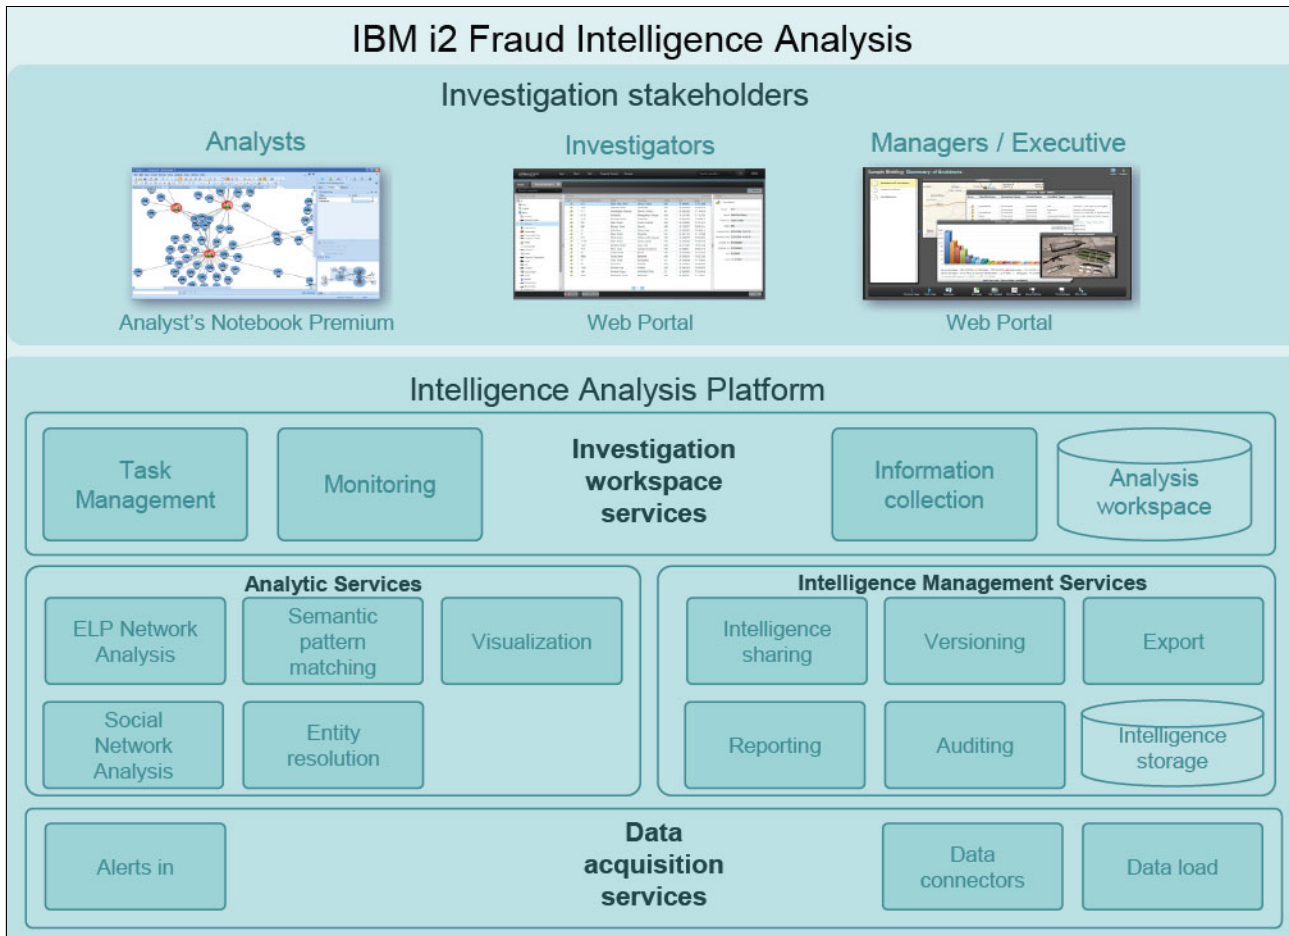 IBM i2 Fraud Intelligence Analysis
Investigation stakeholders
Analysts
Investigators
Managers / Executive
Analyst's Notebook Premium
Web Portal
Web Portal
Intelligence Analysis Platform
Task
Management
Monitoring
Investigation
workspace
services
Information
collection
Analysis
workspace
Analytic Services
ELP Network
Analysis
Semantic
pattern
matching
Visualization
Social
Network
Analysis
Entity
resolution
Intelligence Management Services
Intelligence
sharing
Versioning
Export
Reporting
Auditing
Intelligence
storage
Alerts in
Data
acquisition
services
Data
connectors
Data load